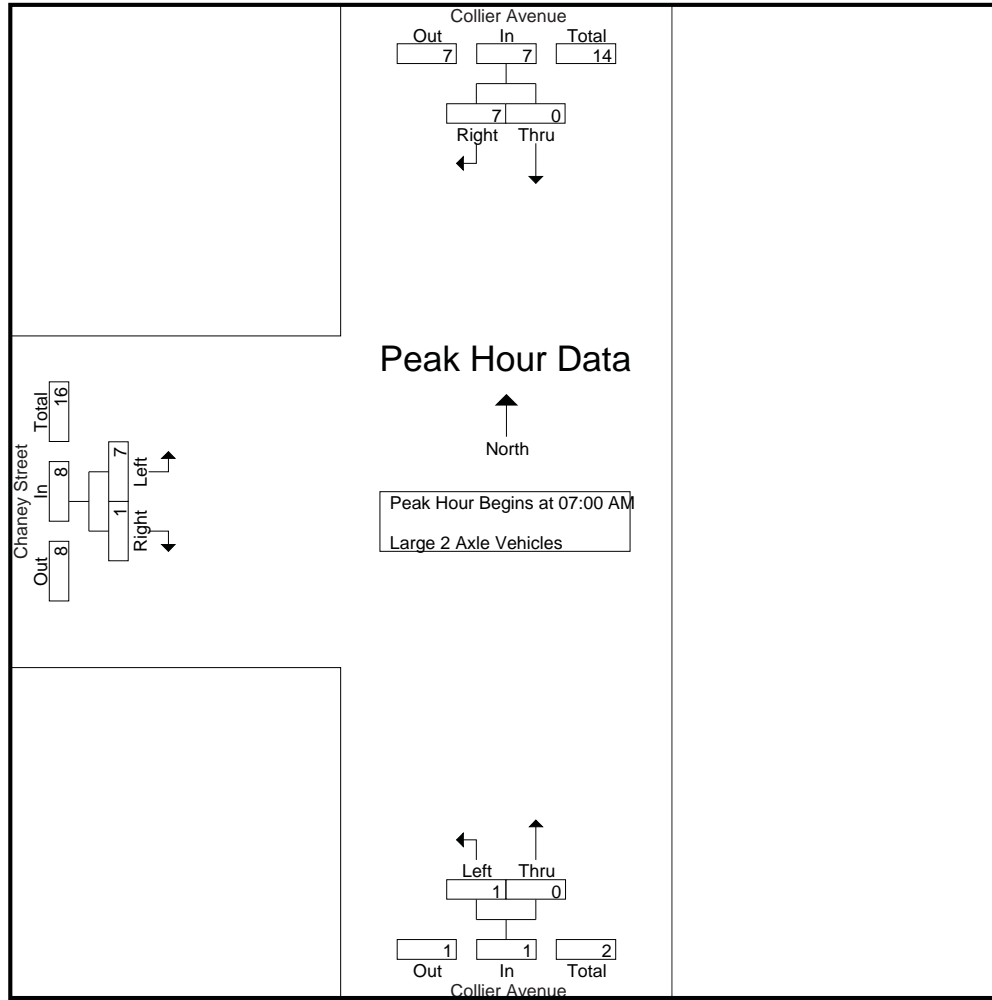 Collier Avenue
Out In Total
7 7 14
7 0
Right Thru
Peak Hour Data
North
Peak Hour Begins at 07:00 AM
Large 2 Axle Vehicles
Chaney Street
Out In Total
8 8 16
1 7
Right Left
Left Thru
1 0
1 1 2
Out In Total
Collier Avenue